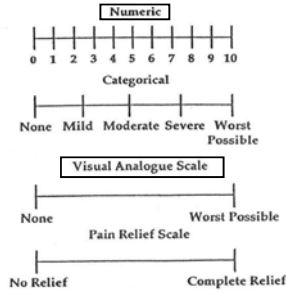 Numeric
0 1 2 3 4 5 6 7 8 9 10
Categorical
None Mild Moderate Severe Worst
Possible
Visual Analogue Scale
None Worst Possible
Pain Relief Scale
No Relief Complete Relief